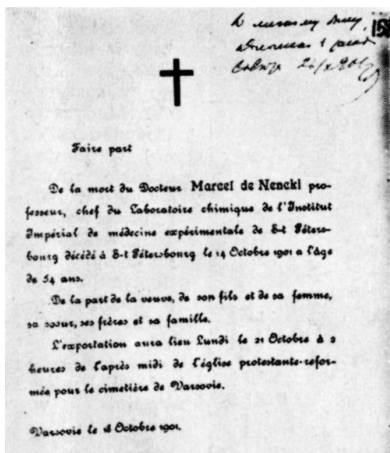 15
Faire part
De la mort du Docteur Marcel de Nencki pro-
fesseur, chef du Laboratoire chimique de l'Institut
Impérial de médecine expérimentale de S-t Péters-
bourg décédé à S-t Pétersbourg le 14 Octobre 1901 a l'âge
de 54 ans.
De la part de la veuve, de son fils et de sa femme,
sa soeur, ses frères et sa famille.
L'exportation aura lieu Lundi le 21 Octobre à 2
heures de l'après midi de l'église protestante-refor-
mée pour le cimetière de Varsovie.
Varsovie le 18 Octobre 1901.